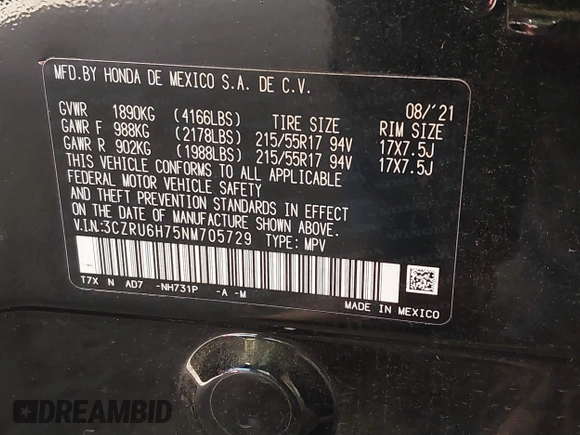 MFD.BY HONDA DE MEXICO S.A. DE C.V.
08/'21
GVWR 1890KG (4166LBS) TIRE SIZE RIM SIZE
GAWR F 988KG (2178LBS) 215/55R17 94V 17X7.5J
GAWR R 902KG (1988LBS) 215/55R17 94V 17X7.5J
THIS VEHICLE CONFORMS TO ALL APPLICABLE
FEDERAL MOTOR VEHICLE SAFETY
AND THEFT PREVENTION STANDARDS IN EFFECT
ON THE DATE OF MANUFACTURE SHOWN ABOVE.
V.I.N:3CZRU6H75NM705729 TYPE: MPV
T7X N AD7 -NH731P -A -M
MADE IN MEXICO
DREAMBID